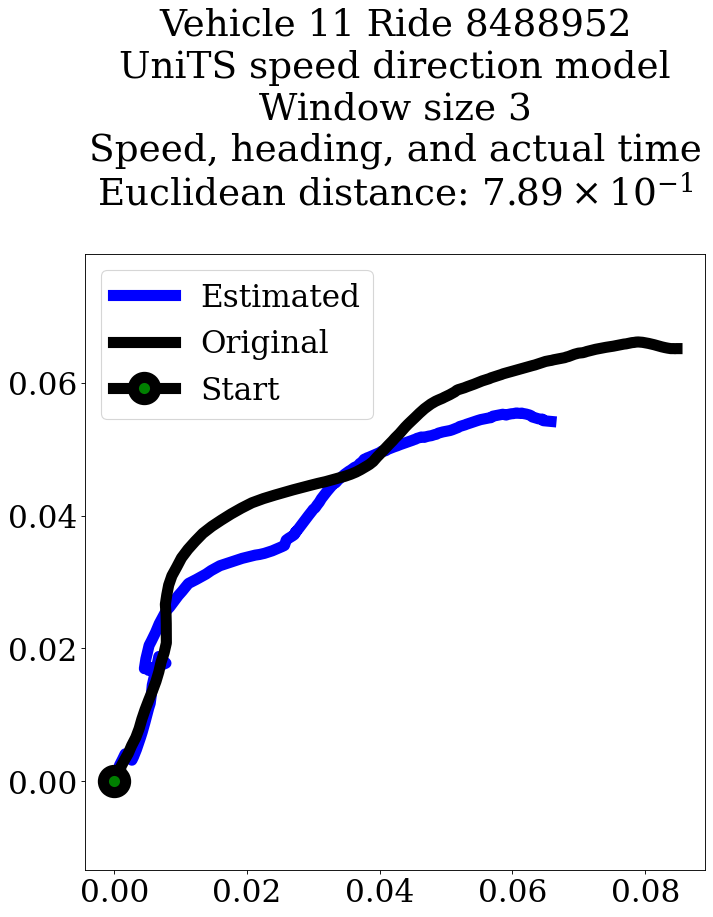 Vehicle 11 Ride 8488952
UniTS speed direction model
Window size 3
Speed, heading, and actual time
Euclidean distance: 7.89 × 10⁻¹
Estimated
Original
Start
0.06
0.04
0.02
0.00
0.00 0.02 0.04 0.06 0.08